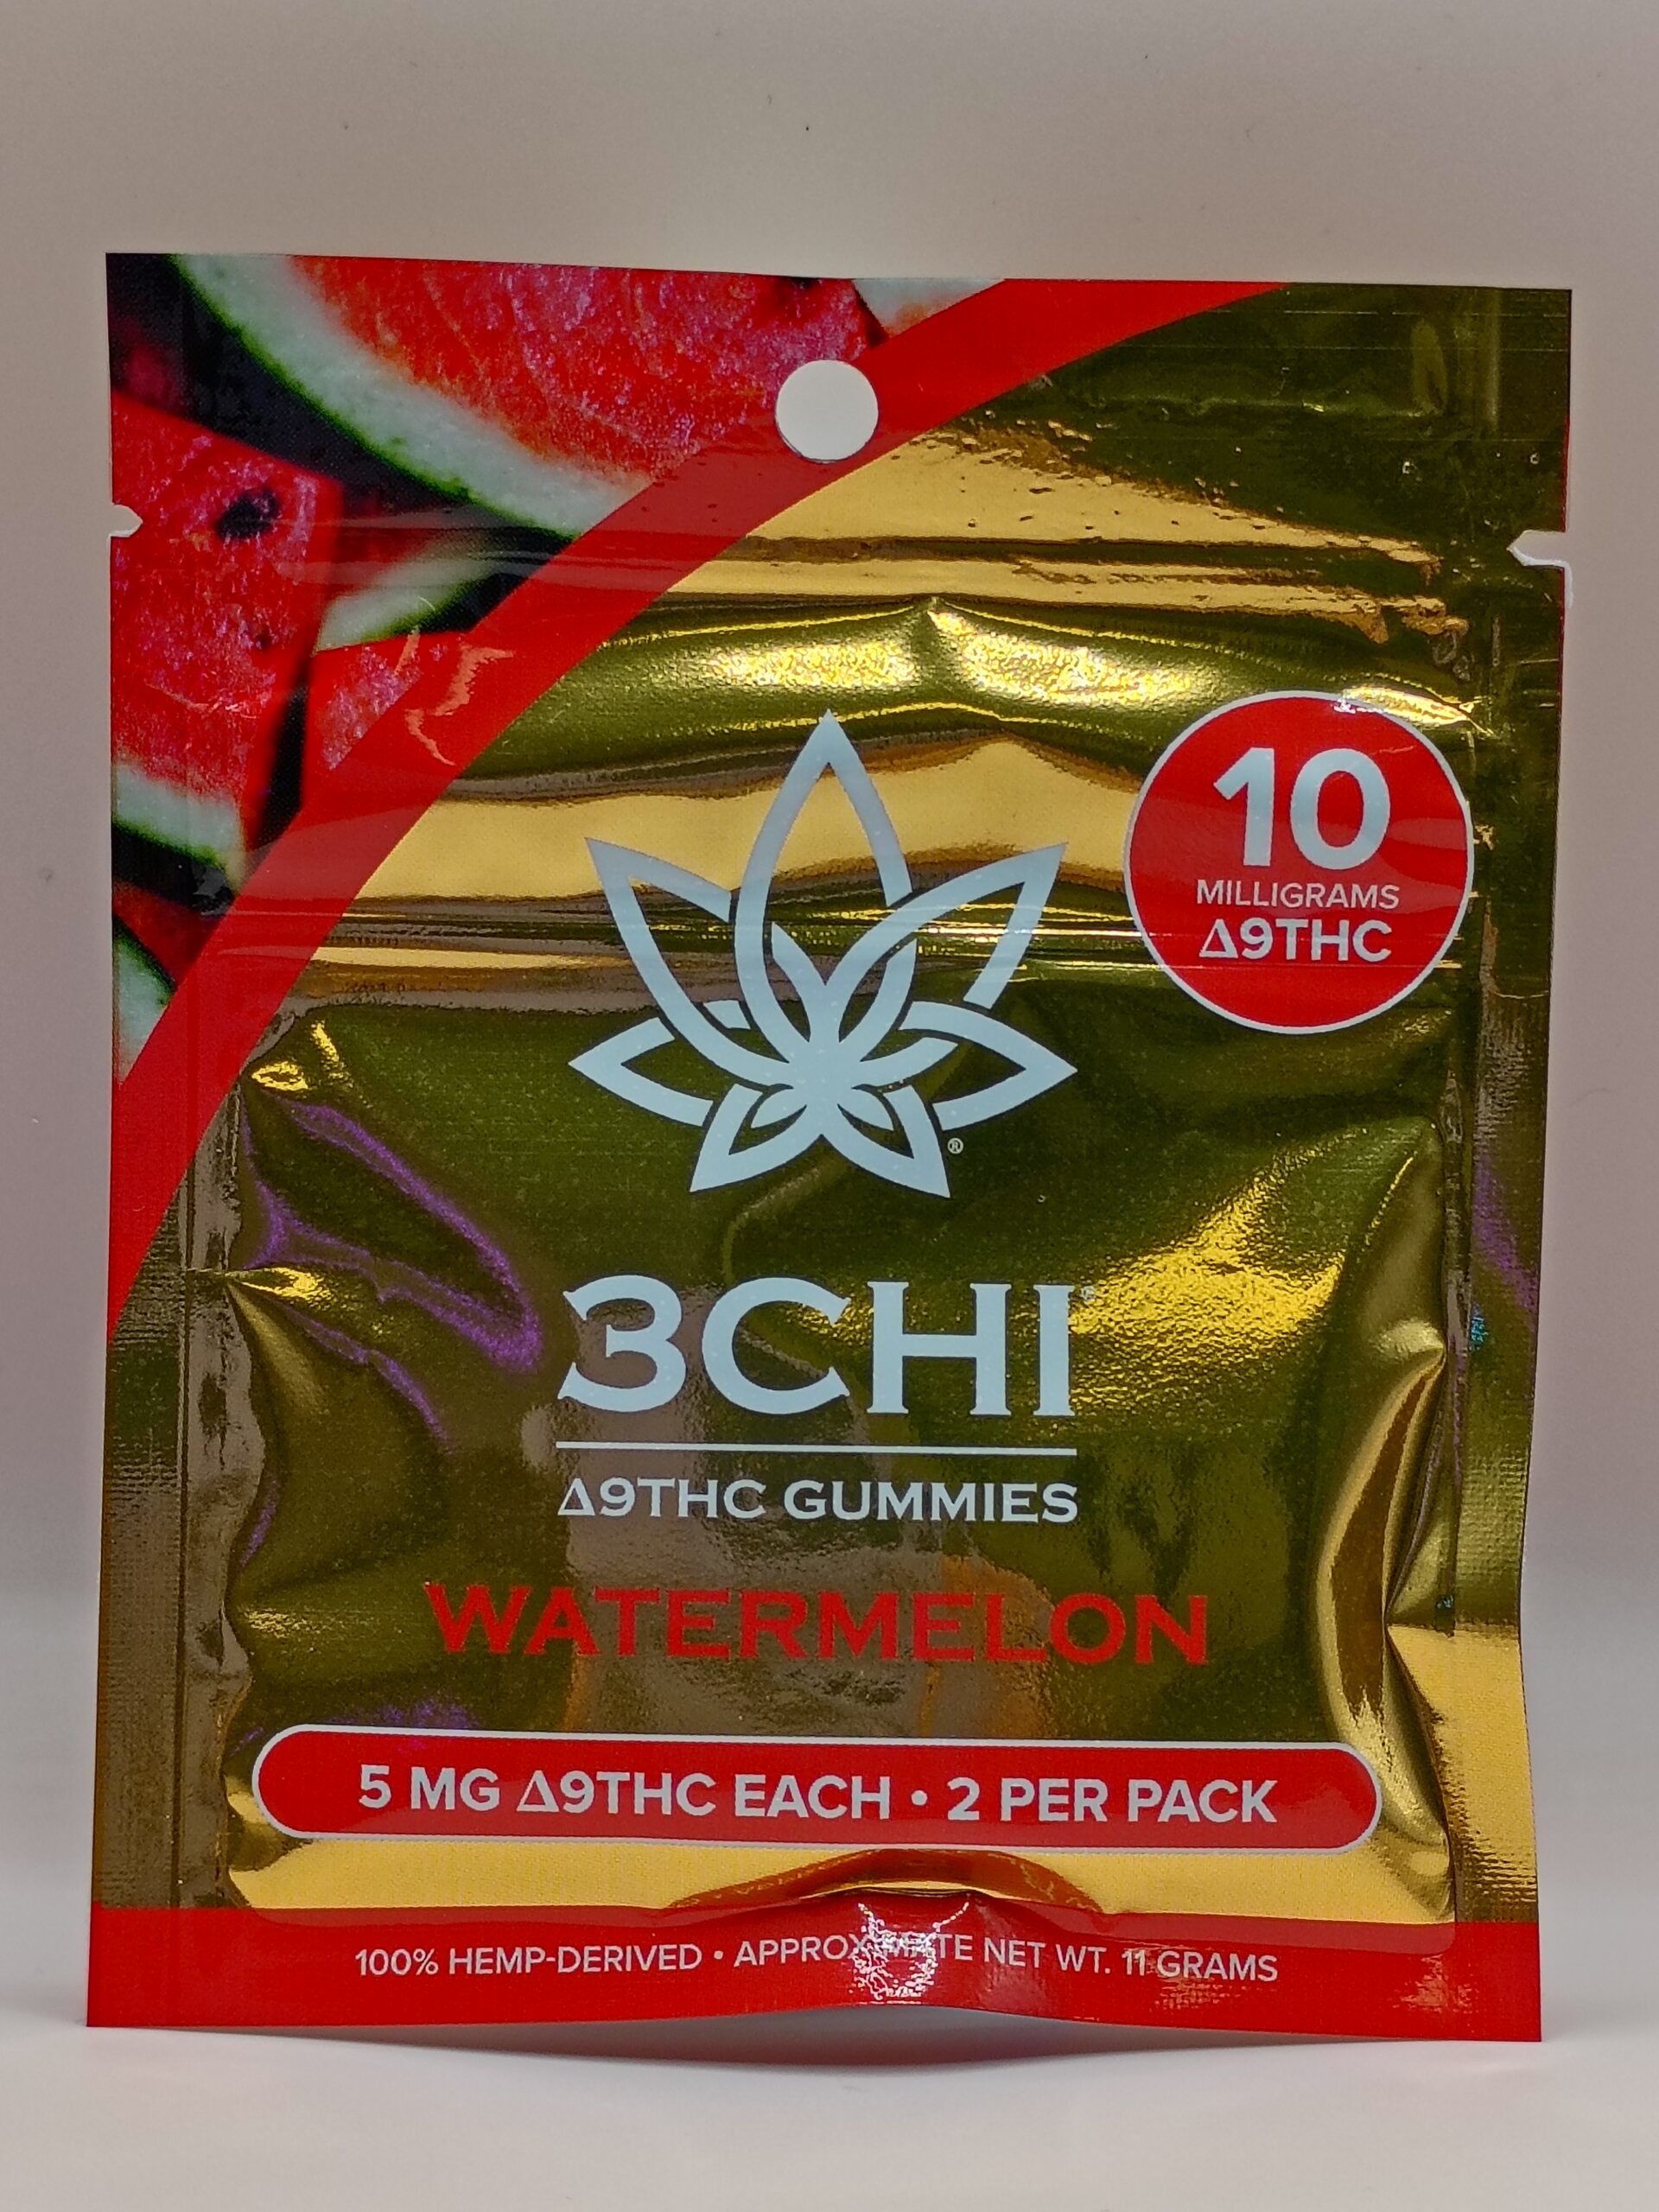 10
MILLIGRAMS
Δ9THC
®
3CHI
Δ9THC GUMMIES
WATERMELON
5 MG Δ9THC EACH • 2 PER PACK
100% HEMP-DERIVED • APPROXIMATE NET WT. 11 GRAMS